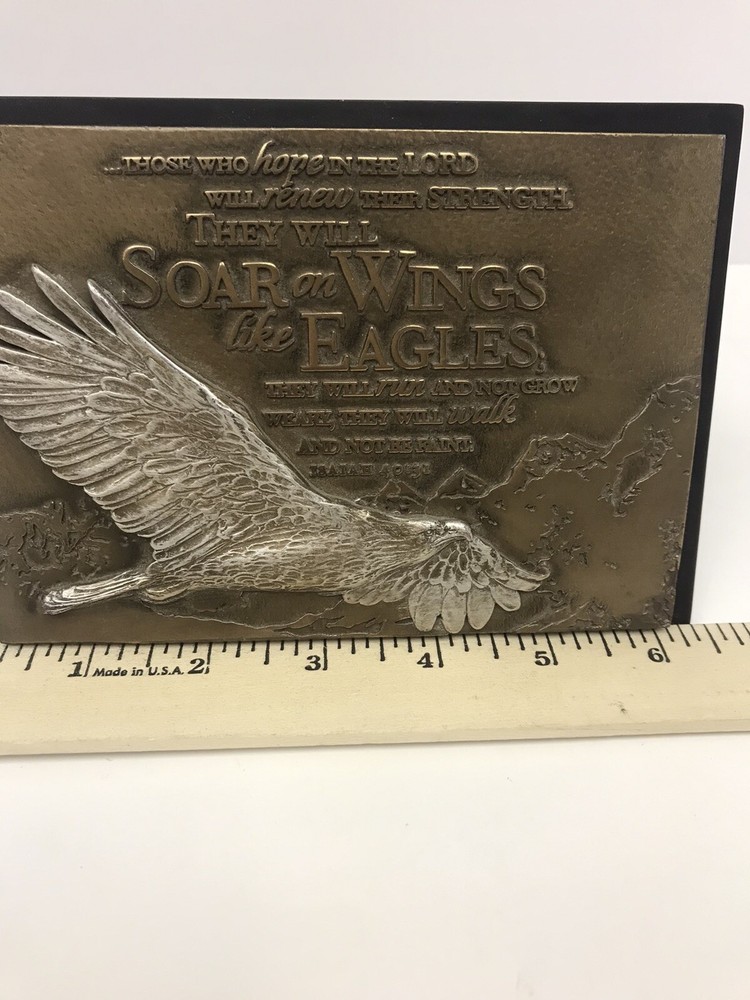 ...THOSE WHO hope IN THE LORD
WILL renew THEIR STRENGTH.
THEY WILL
SOAR on WINGS
like EAGLES;
THEY WILL run AND NOT GROW
WEARY, THEY WILL walk
AND NOT BE FAINT.
ISAIAH 40:31
1 Made in U.S.A. 2 3 4 5 6